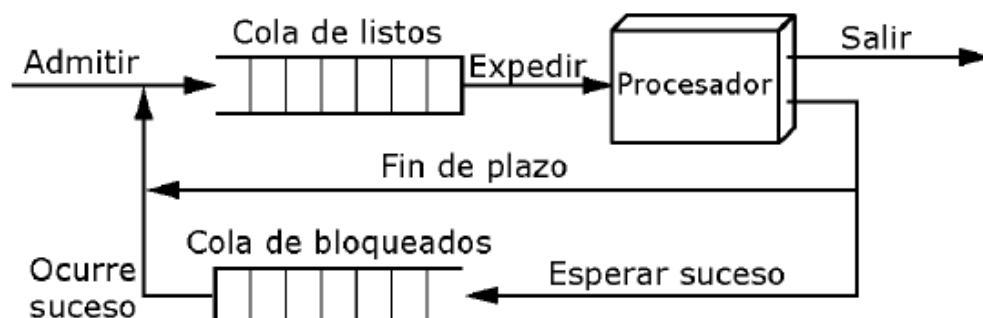 Cola de listos
Admitir
Expedir
Procesador
Salir
Fin de plazo
Cola de bloqueados
Ocurre
suceso
Esperar suceso